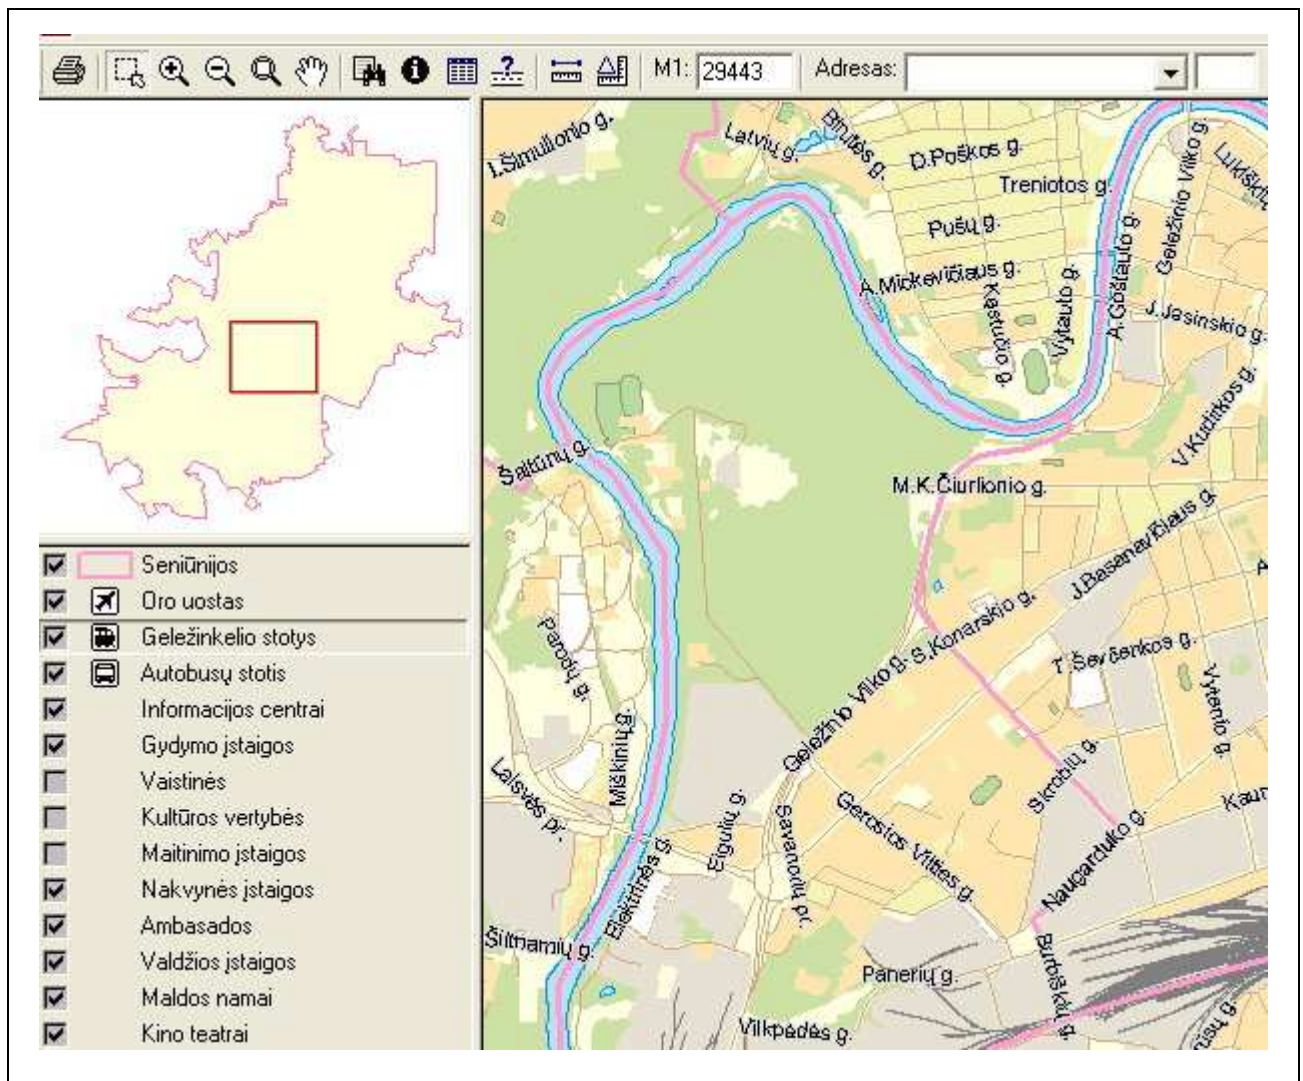 M1: 29443 Adresas:
Seniūnijos
Oro uostas
Geležinkelio stotys
Autobusų stotis
Informacijos centrai
Gydymo įstaigos
Vaistinės
Kultūros vertybės
Maitinimo įstaigos
Nakvynės įstaigos
Ambasados
Valdžios įstaigos
Maldos namai
Kino teatrai
I.Šimulionio g.
Latvių g.
Birutės g.
D.Poškos g.
Treniotos g.
Geležinio Vilko g.
Pušų g.
A.Mickevičiaus g.
Kęstučio g.
Vytauto g.
A.Goštauto g.
J.Jasinskio g.
V.Kudirkos g.
Šaltūnų g.
M.K.Čiurlionio g.
J.Basanavičiaus g.
S.Konarskio g.
T.Ševčenkos g.
Vytenio g.
Parodų g.
Miškinių g.
Geležinio Vilko g.
Laisvės pr.
Skroblų g.
Eigulių g.
Savanorių pr.
Gerosios Vilties g.
Naugarduko g.
Elektrinės g.
Šiltnamių g.
Panerių g.
Burbiškių g.
Vilkpėdės g.